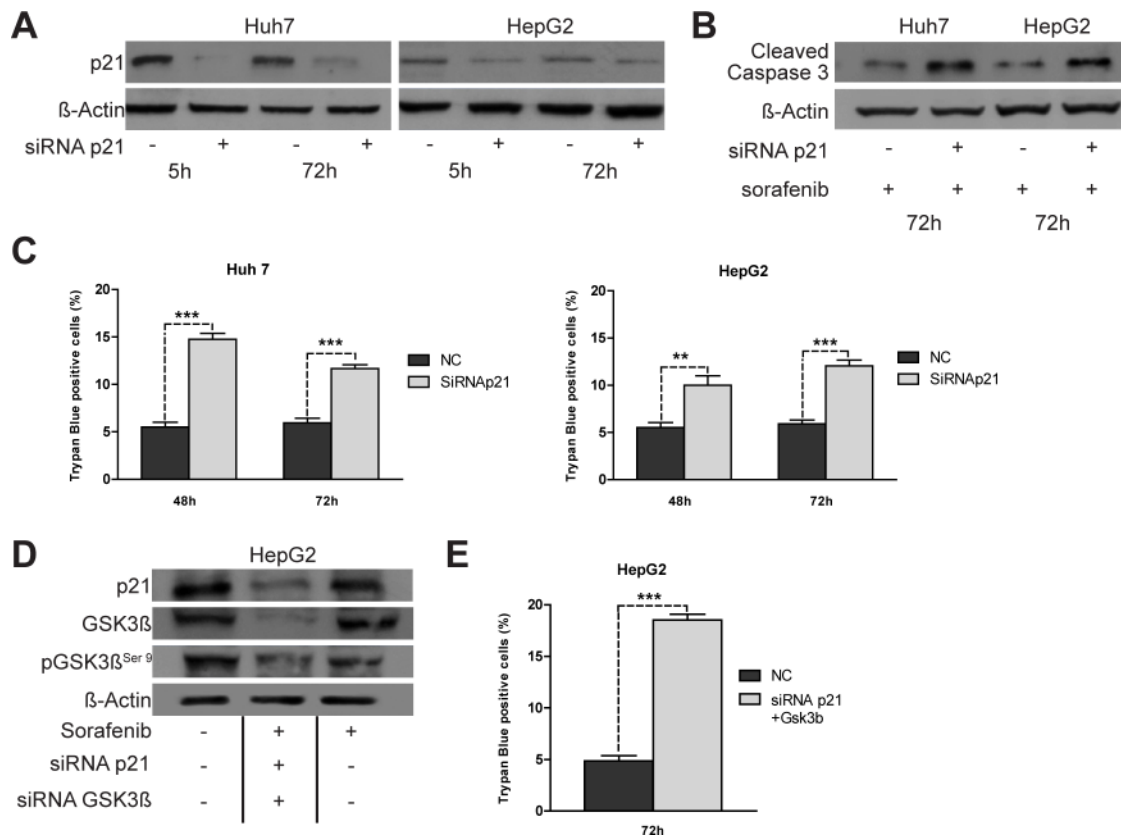 A
Huh7 HepG2
p21
ß-Actin
siRNA p21 - + - + - + - +
5h 72h 5h 72h
B
Huh7 HepG2
Cleaved
Caspase 3
ß-Actin
siRNA p21 - + - +
sorafenib + + + +
72h 72h
C
Huh 7
Trypan Blue positive cells (%)
20
15
10
5
0
***
***
48h 72h
NC
SiRNAp21
HepG2
Trypan Blue positive cells (%)
20
15
10
5
0
**
***
48h 72h
NC
SiRNAp21
D
HepG2
p21
GSK3ß
pGSK3ß^Ser 9
ß-Actin
Sorafenib - + +
siRNA p21 - + -
siRNA GSK3ß - + -
E
HepG2
Trypan Blue positive cells (%)
20
15
10
5
0
***
72h
NC
siRNA p21
+Gsk3b